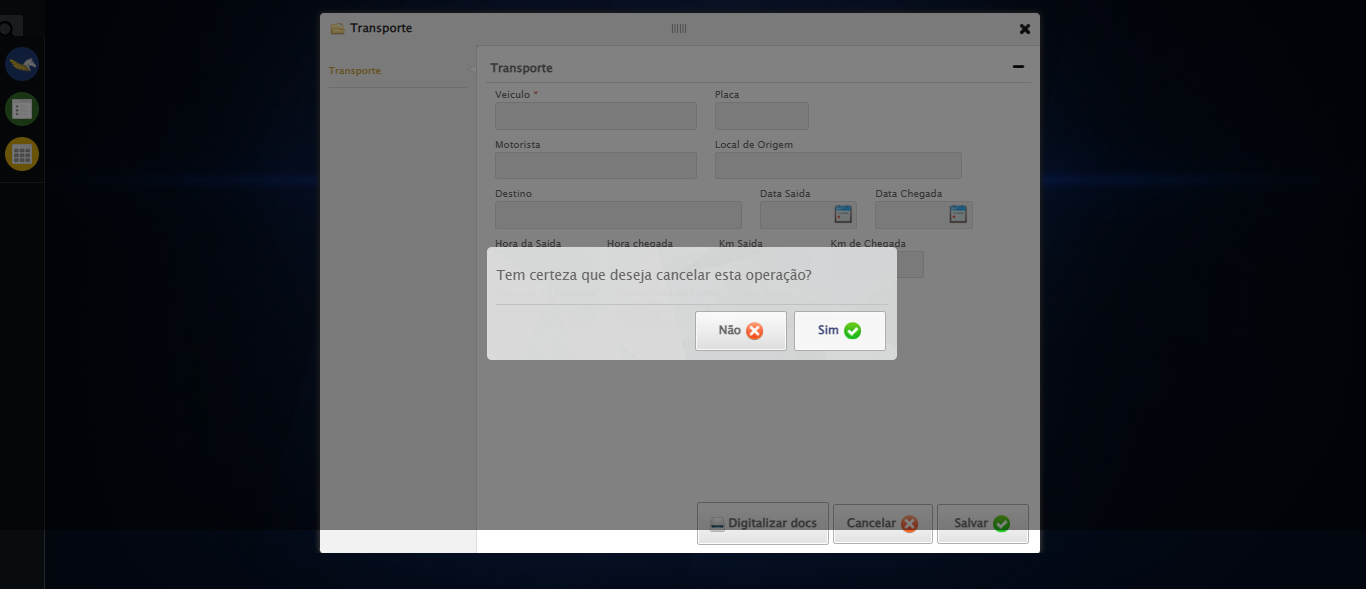 Transporte
Transporte
Transporte
Veiculo *
Placa
Motorista
Local de Origem
Destino
Data Saida
Data Chegada
Hora da Saida
Hora chegada
Km Saida
Km de Chegada
Tem certeza que deseja cancelar esta operação?
Não
Sim
Digitalizar docs
Cancelar
Salvar